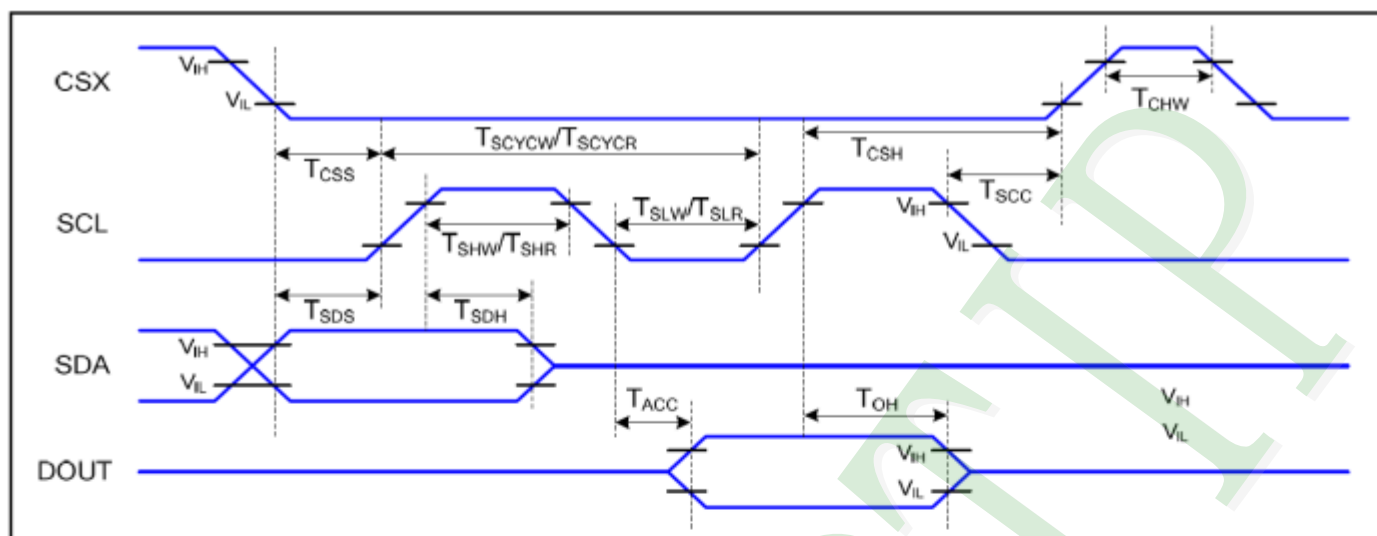 CSX
VIH
VIL
TCHW
TSCYCW/TSCYCR
TCSS
TCSH
TSCC
SCL
TSLW/TSLR
VIH
TSHW/TSHR
VIL
TSDS
TSDH
SDA
VIH
VIL
TACC
TOH
VIH
VIL
DOUT
VIH
VIL
TIP